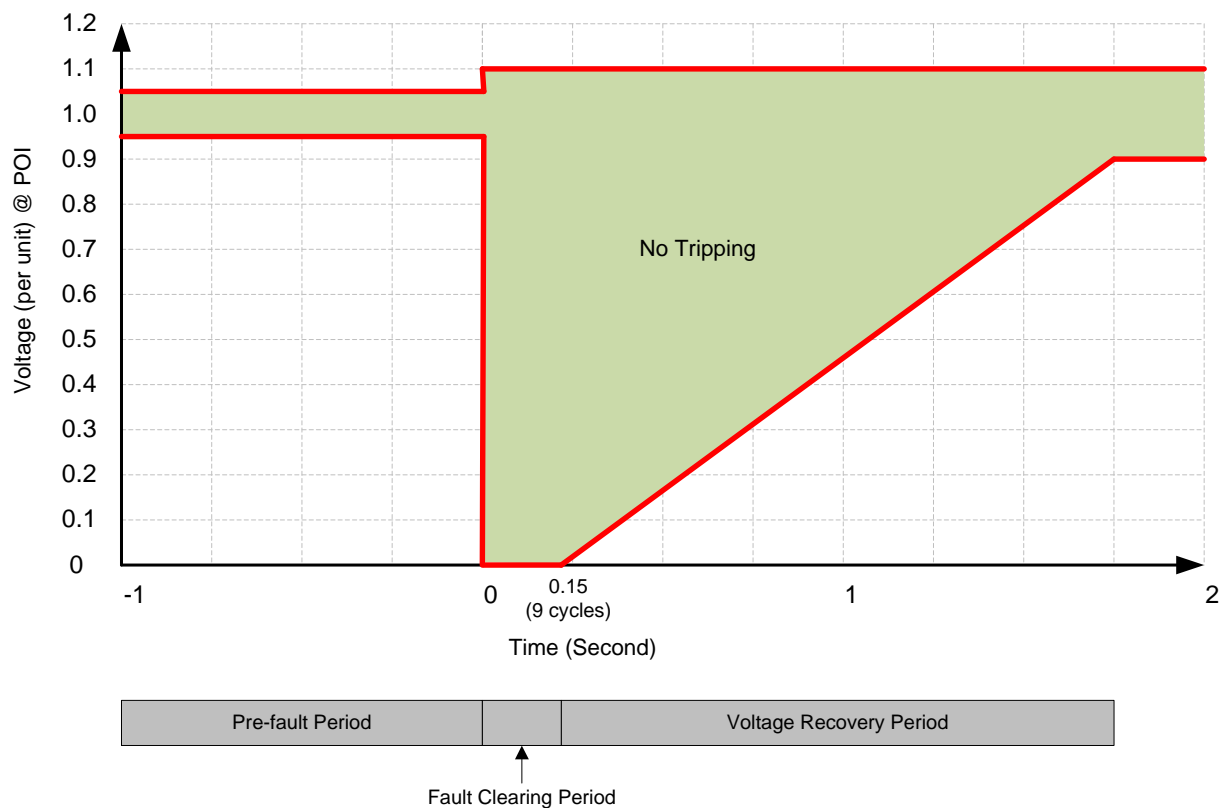 1.2
1.1
1.0
0.9
0.8
0.7
0.6
0.5
0.4
0.3
0.2
0.1
0
Voltage (per unit) @ POI
No Tripping
-1
0
0.15
(9 cycles)
1
2
Time (Second)
Pre-fault Period
Voltage Recovery Period
Fault Clearing Period